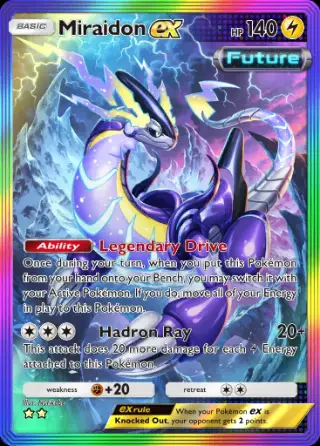 BASIC Miraidon ex HP 140
Future
Ability Legendary Drive
Once during your turn, when you put this Pokémon
from your hand onto your Bench, you may switch it with
your Active Pokémon. If you do, move all of your Energy
in play to this Pokémon.
Hadron Ray 20+
This attack does 20 more damage for each Energy
attached to this Pokémon.
weakness +20 retreat
Illus.
ex rule When your Pokémon ex is
Knocked Out, your opponent gets 2 points.